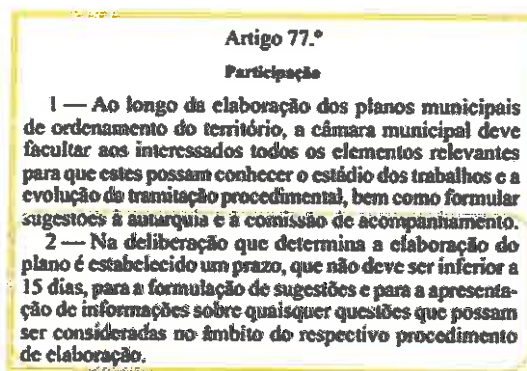 Artigo 77.º
Participação
1 — Ao longo da elaboração dos planos municipais
de ordenamento do território, a câmara municipal deve
facultar aos interessados todos os elementos relevantes
para que estes possam conhecer o estádio dos trabalhos e a
evolução da tramitação procedimental, bem como formular
sugestões à autarquia e à comissão de acompanhamento.
2 — Na deliberação que determina a elaboração do
plano é estabelecido um prazo, que não deve ser inferior a
15 dias, para a formulação de sugestões e para a apresenta-
ção de informações sobre quaisquer questões que possam
ser consideradas no âmbito do respectivo procedimento
de elaboração.